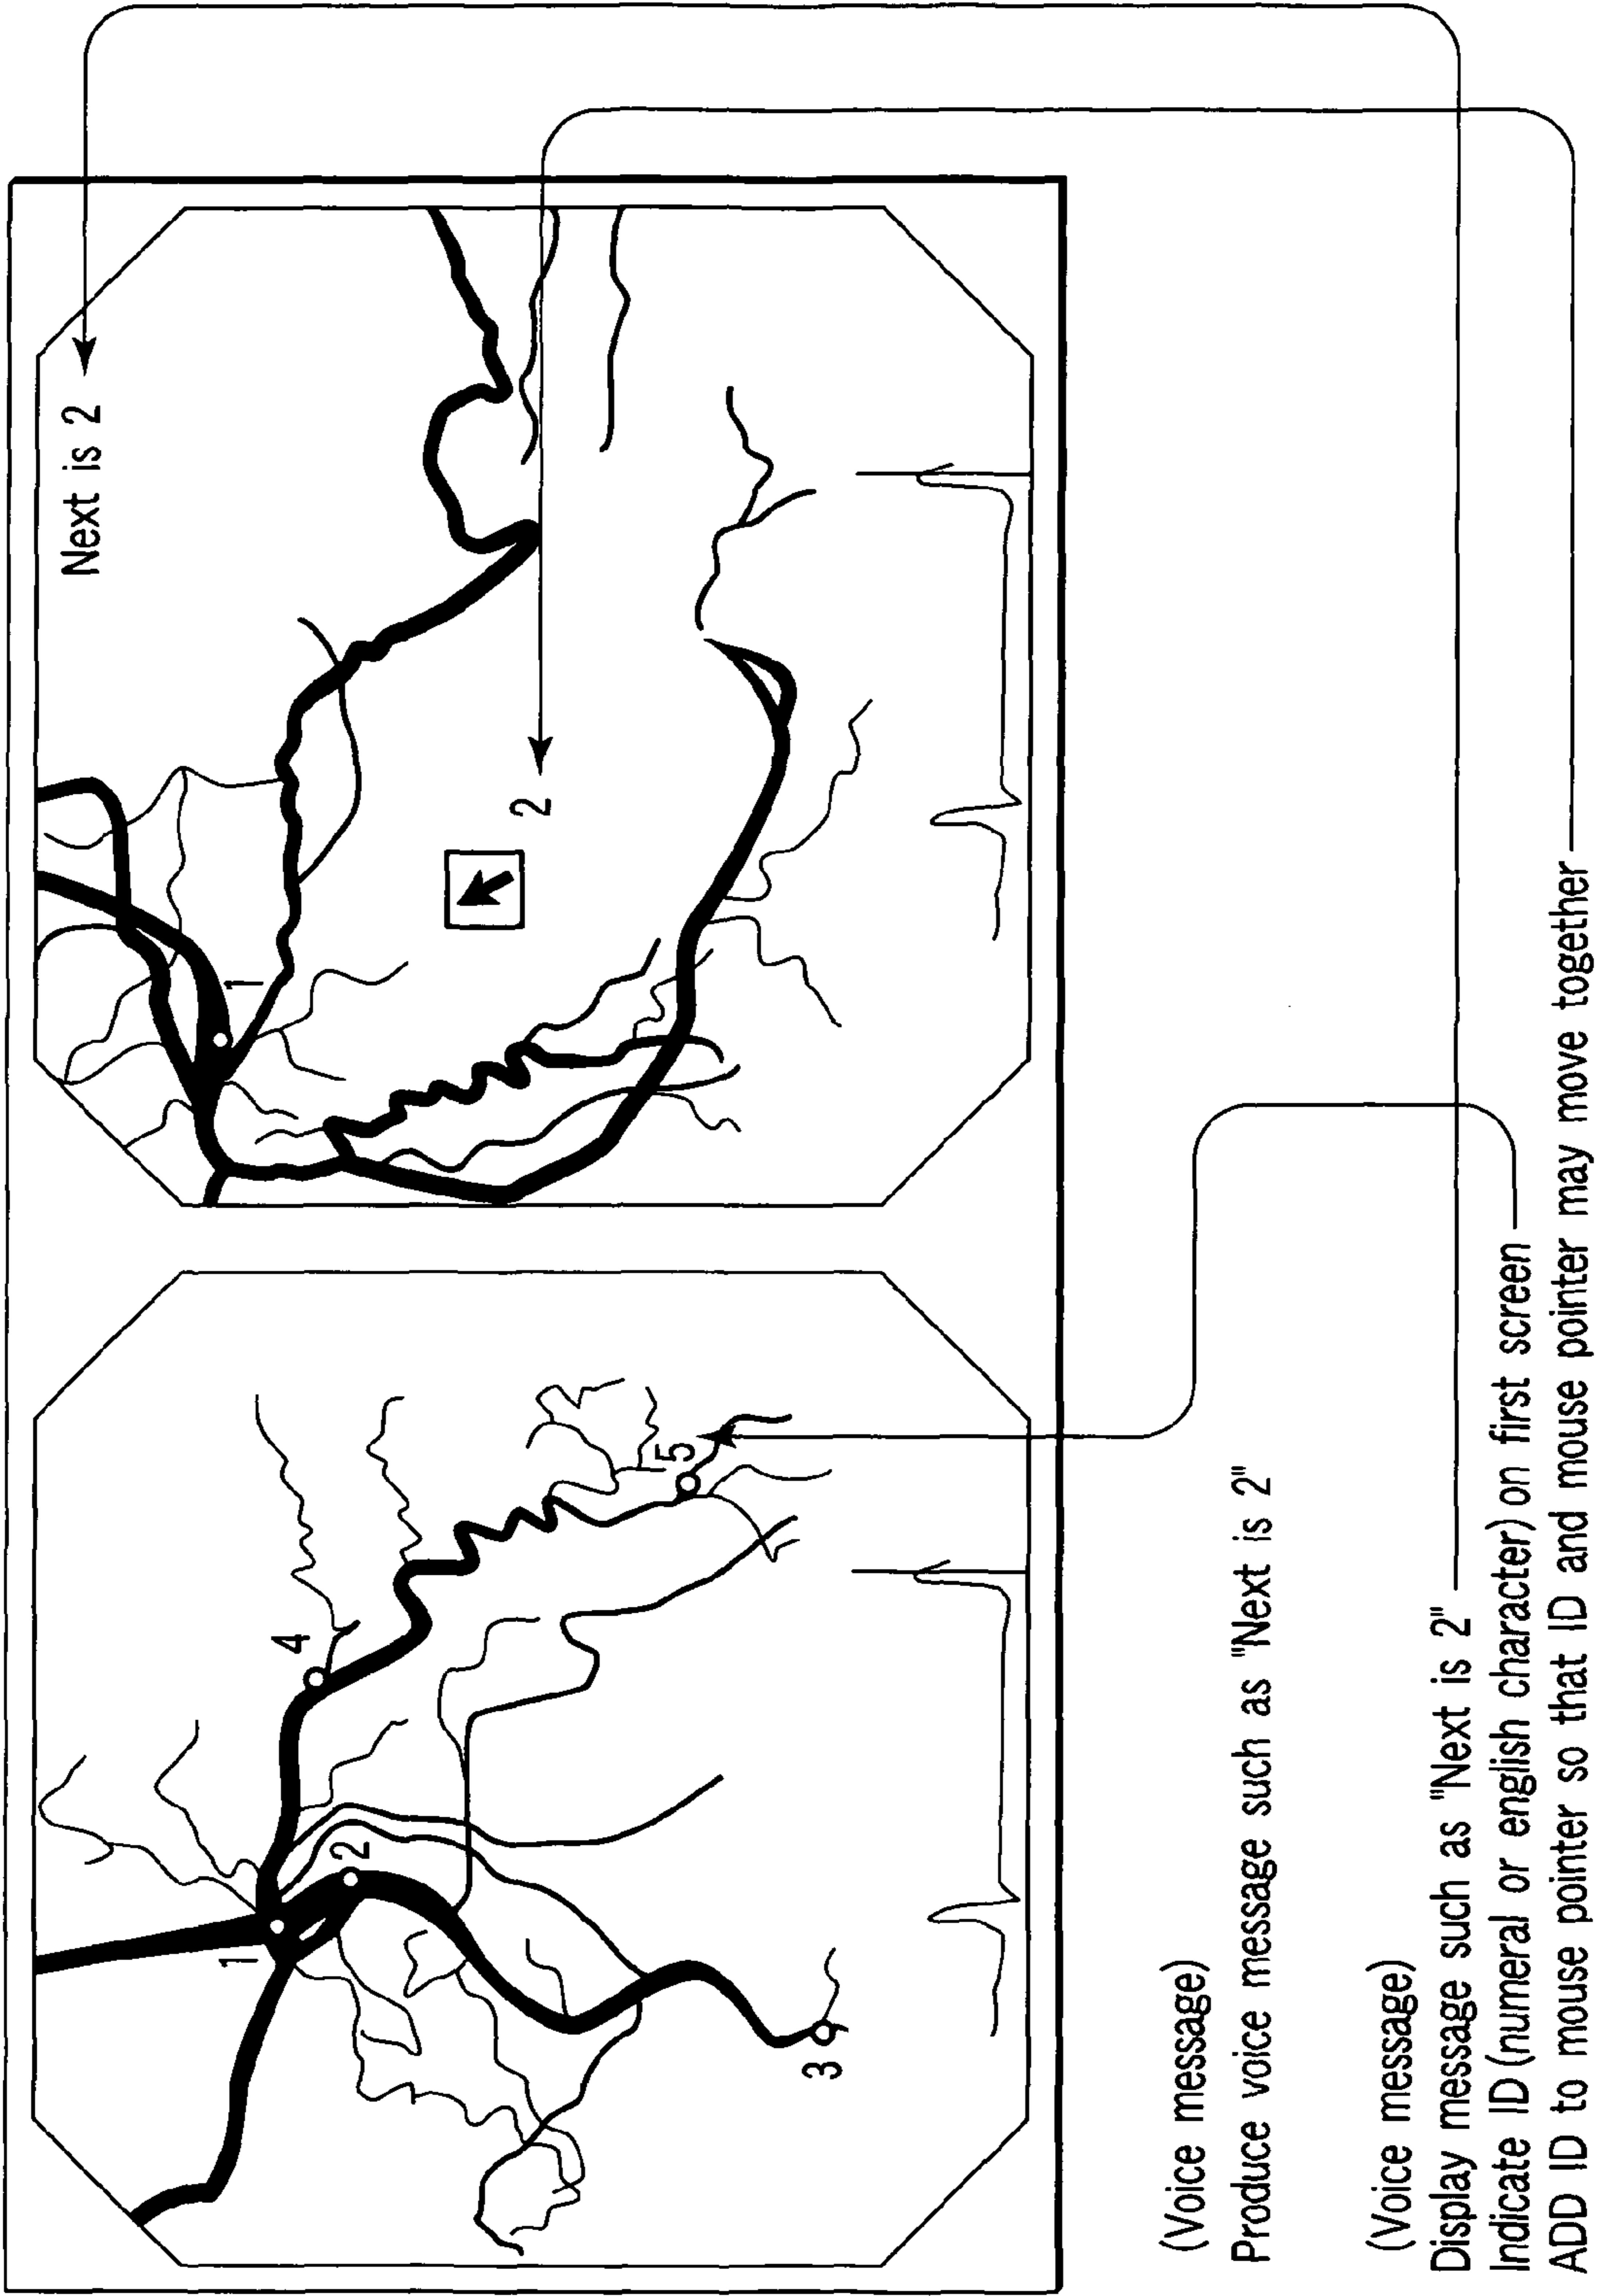 Next is 2
1
2
3
4
5
1
2
(Voice message)
Produce voice message such as "Next is 2"
(Voice message)
Display message such as "Next is 2"
Indicate ID (numeral or english character) on first screen
ADD ID to mouse pointer so that ID and mouse pointer may move together